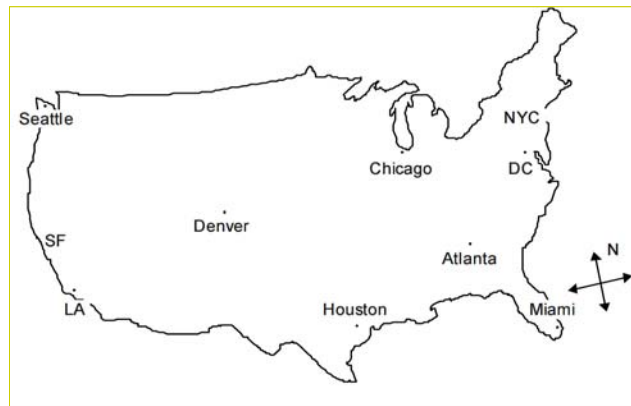 Seattle
NYC
Chicago
DC
Denver
SF
Atlanta
N
LA
Houston
Miami